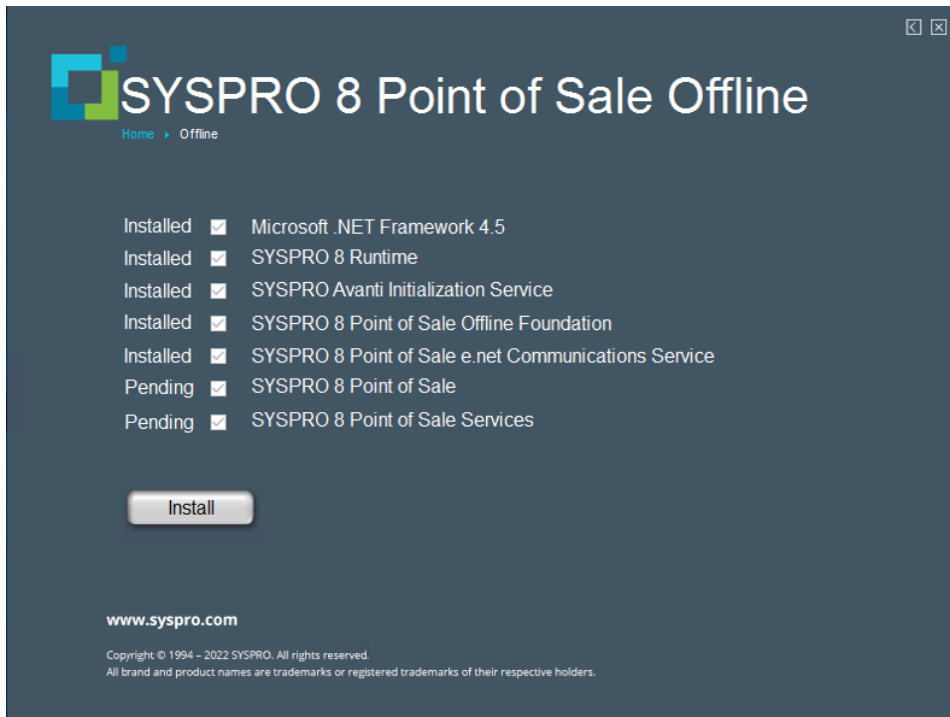 SYSPRO 8 Point of Sale Offline
Home Offline
Installed Microsoft .NET Framework 4.5
Installed SYSPRO 8 Runtime
Installed SYSPRO Avanti Initialization Service
Installed SYSPRO 8 Point of Sale Offline Foundation
Installed SYSPRO 8 Point of Sale e.net Communications Service
Pending SYSPRO 8 Point of Sale
Pending SYSPRO 8 Point of Sale Services
Install
www.syspro.com
Copyright © 1994 – 2022 SYSPRO. All rights reserved.
All brand and product names are trademarks or registered trademarks of their respective holders.